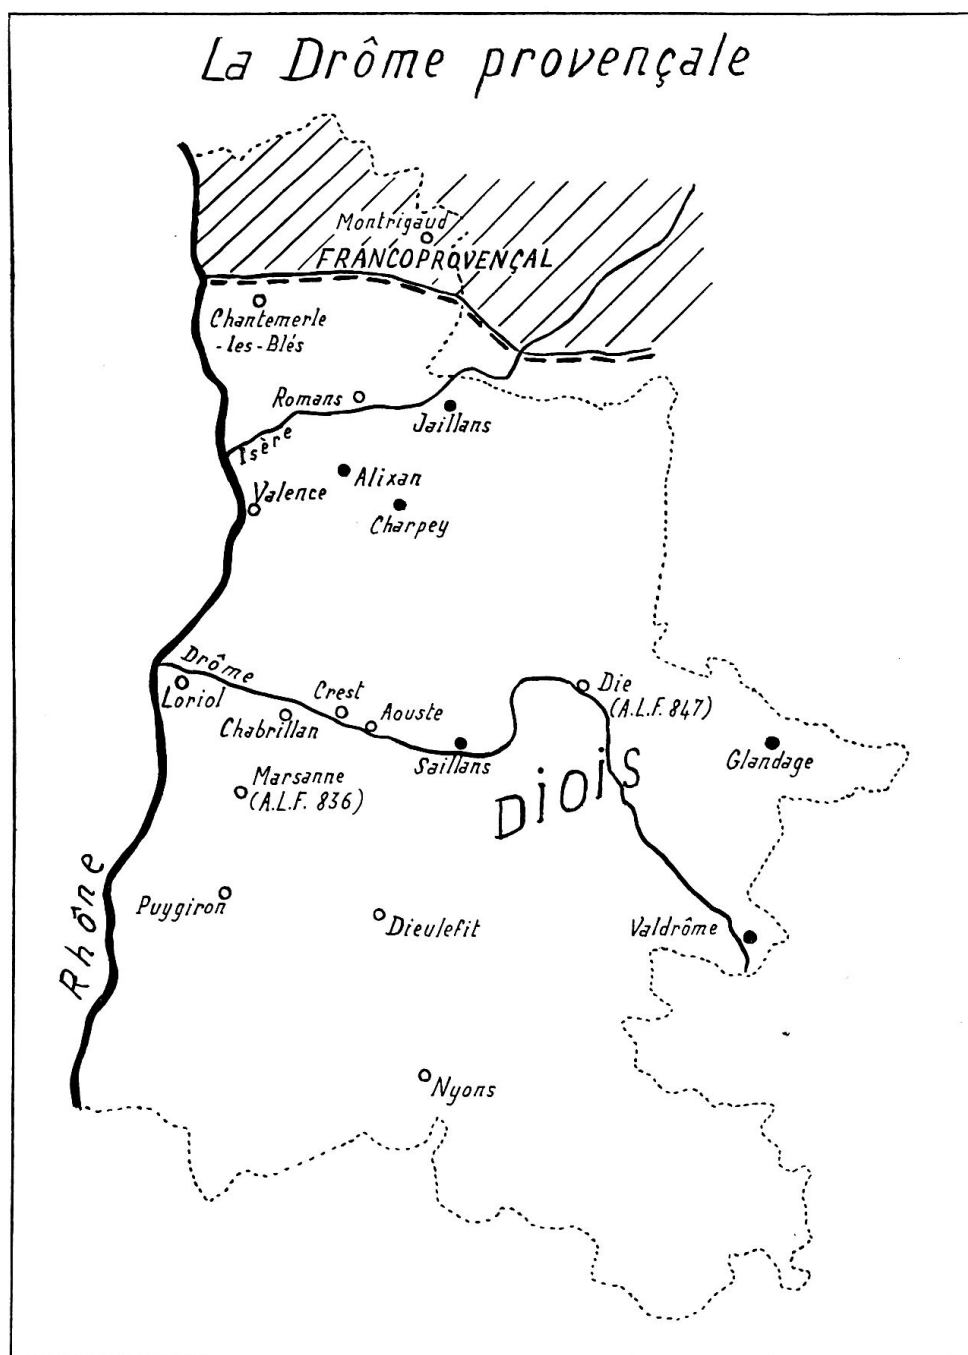 La Drôme provençale
Montrigaud
FRANCOPROVENÇAL
Chantemerle
-les-Blés
Romans
Jaillans
Isère
Alixan
Valence
Charpey
Drôme
Die
(A.L.F. 847)
Loriol
Crest
Aouste
Chabrillan
Saillans
Glandage
Marsanne
(A.L.F. 836)
DIOIS
Rhône
Puygiron
Dieulefit
Valdrôme
Nyons